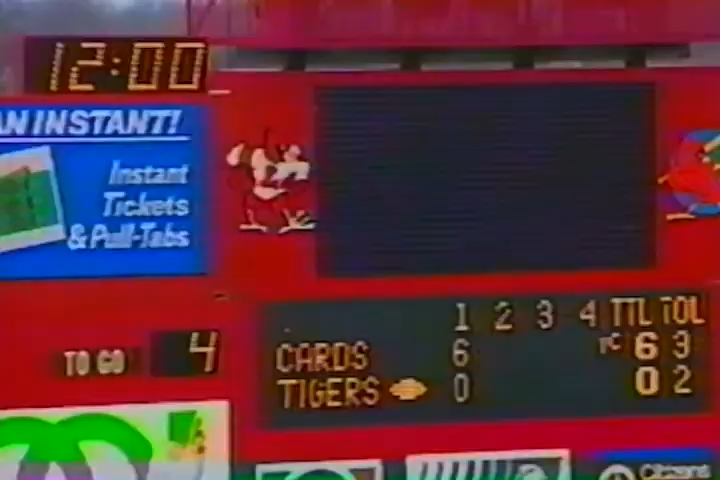 12:00
AN INSTANT!
Instant
Tickets
& Pull-Tabs
1 2 3 4 TTL TOL
TO GO 4
CARDS 6 6 3
TIGERS 0 0 2
Citizens